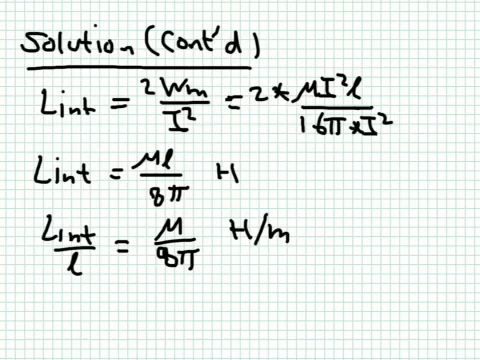 Solution (Cont'd)
Lint = 2Wm/I² = 2*μI²l/16π*I²
Lint = μl/8π H
Lint/l = μ/8π H/m